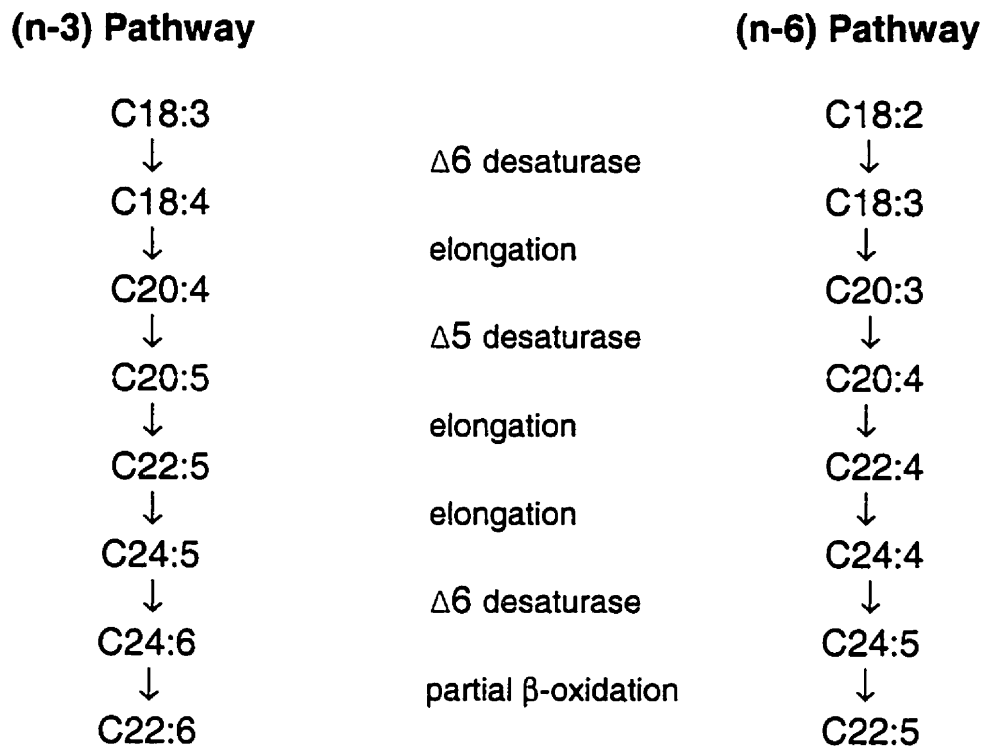 (n-3) Pathway (n-6) Pathway
C18:3 C18:2
↓ Δ6 desaturase ↓
C18:4 C18:3
↓ elongation ↓
C20:4 C20:3
↓ Δ5 desaturase ↓
C20:5 C20:4
↓ elongation ↓
C22:5 C22:4
↓ elongation ↓
C24:5 C24:4
↓ Δ6 desaturase ↓
C24:6 C24:5
↓ partial β-oxidation ↓
C22:6 C22:5